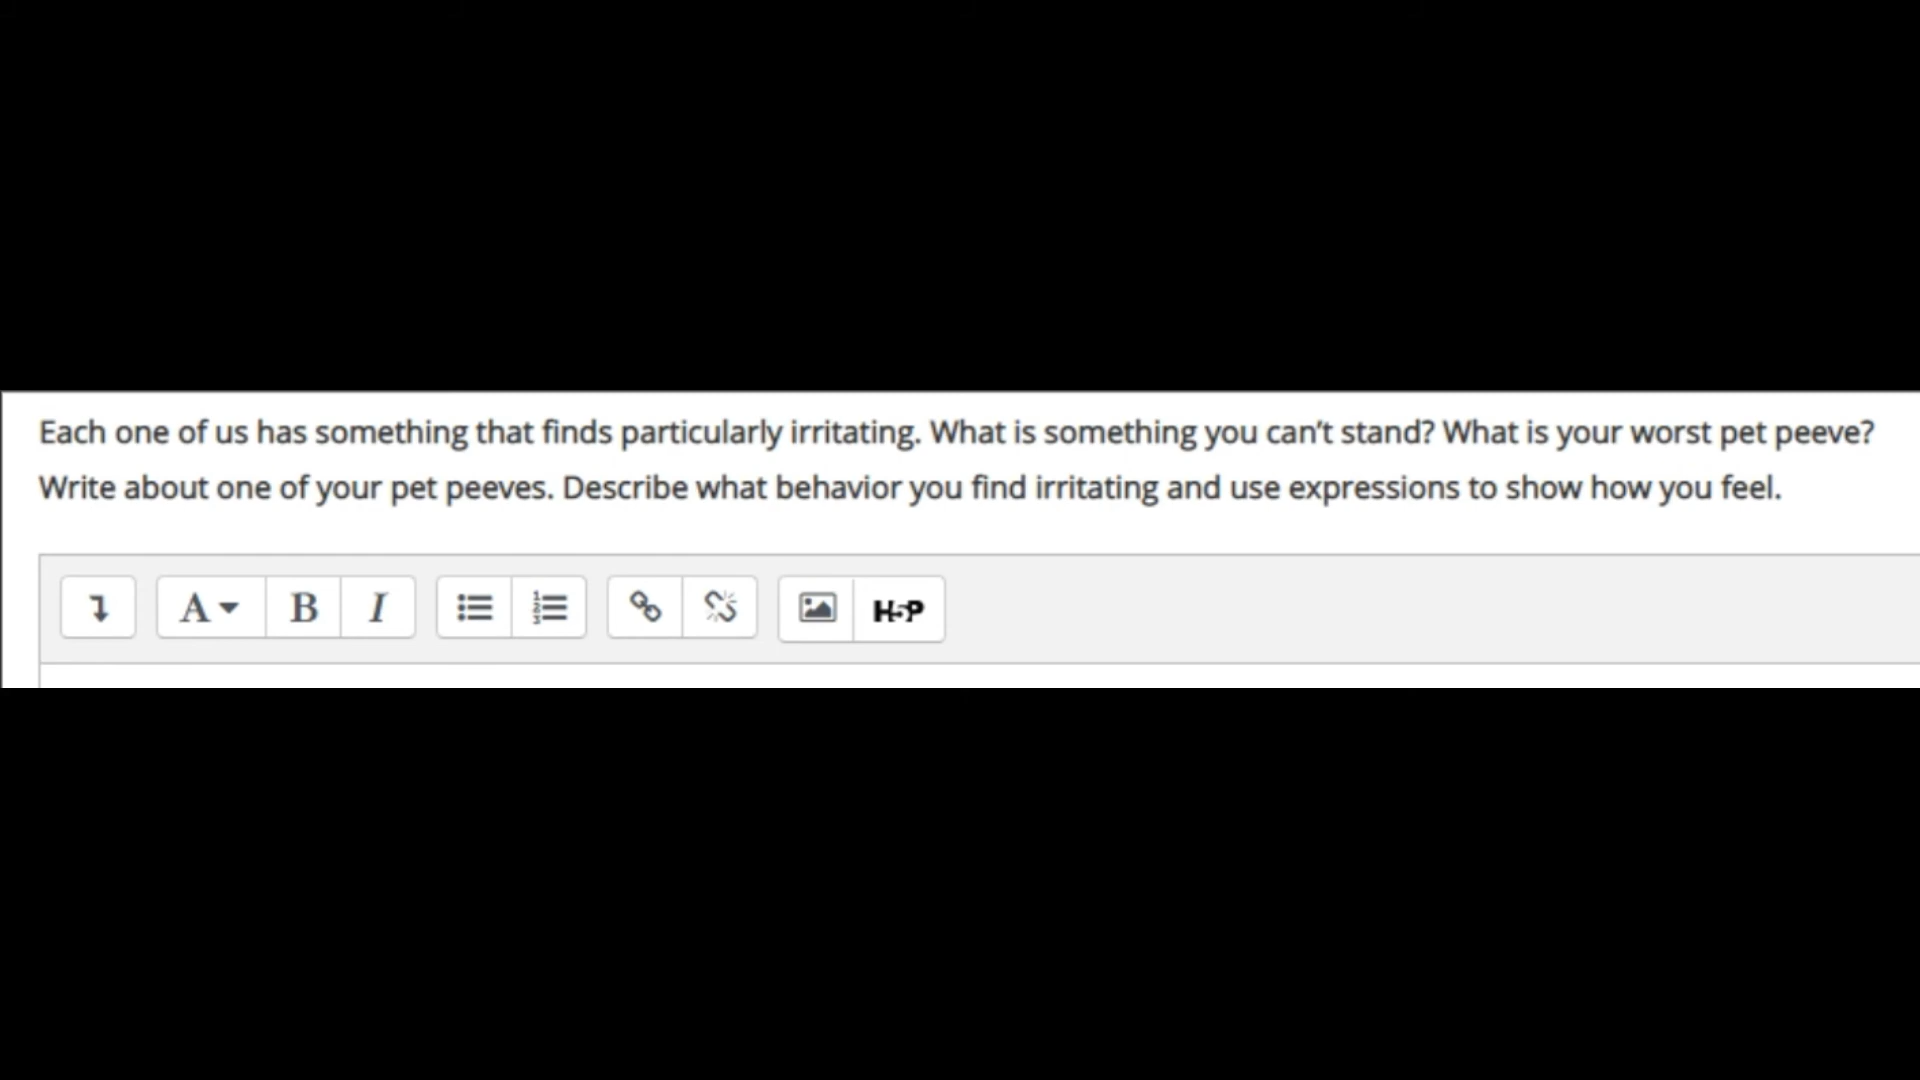 Each one of us has something that finds particularly irritating. What is something you can't stand? What is your worst pet peeve?
Write about one of your pet peeves. Describe what behavior you find irritating and use expressions to show how you feel.
A B I H5P